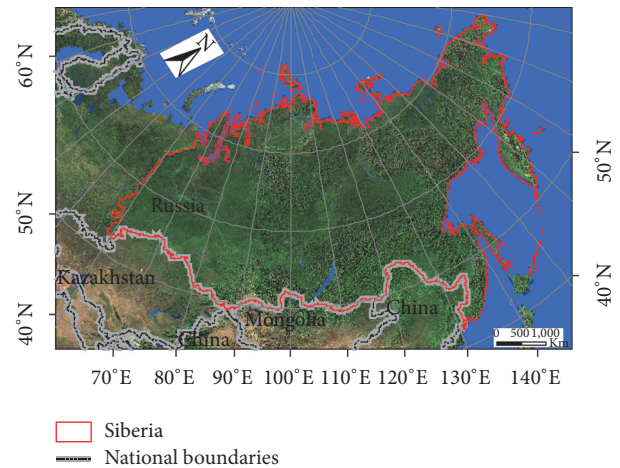 N
60°N
50°N
40°N
50°N
40°N
Russia
Kazakhstan
China
Mongolia
China
0 500 1,000
Km
70°E 80°E 90°E 100°E 110°E 120°E 130°E 140°E
Siberia
National boundaries